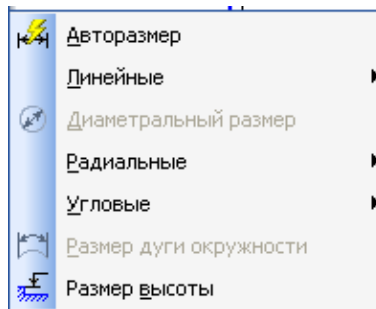 Авторазмер
Линейные
Диаметральный размер
Радиальные
Угловые
Размер дуги окружности
Размер высоты